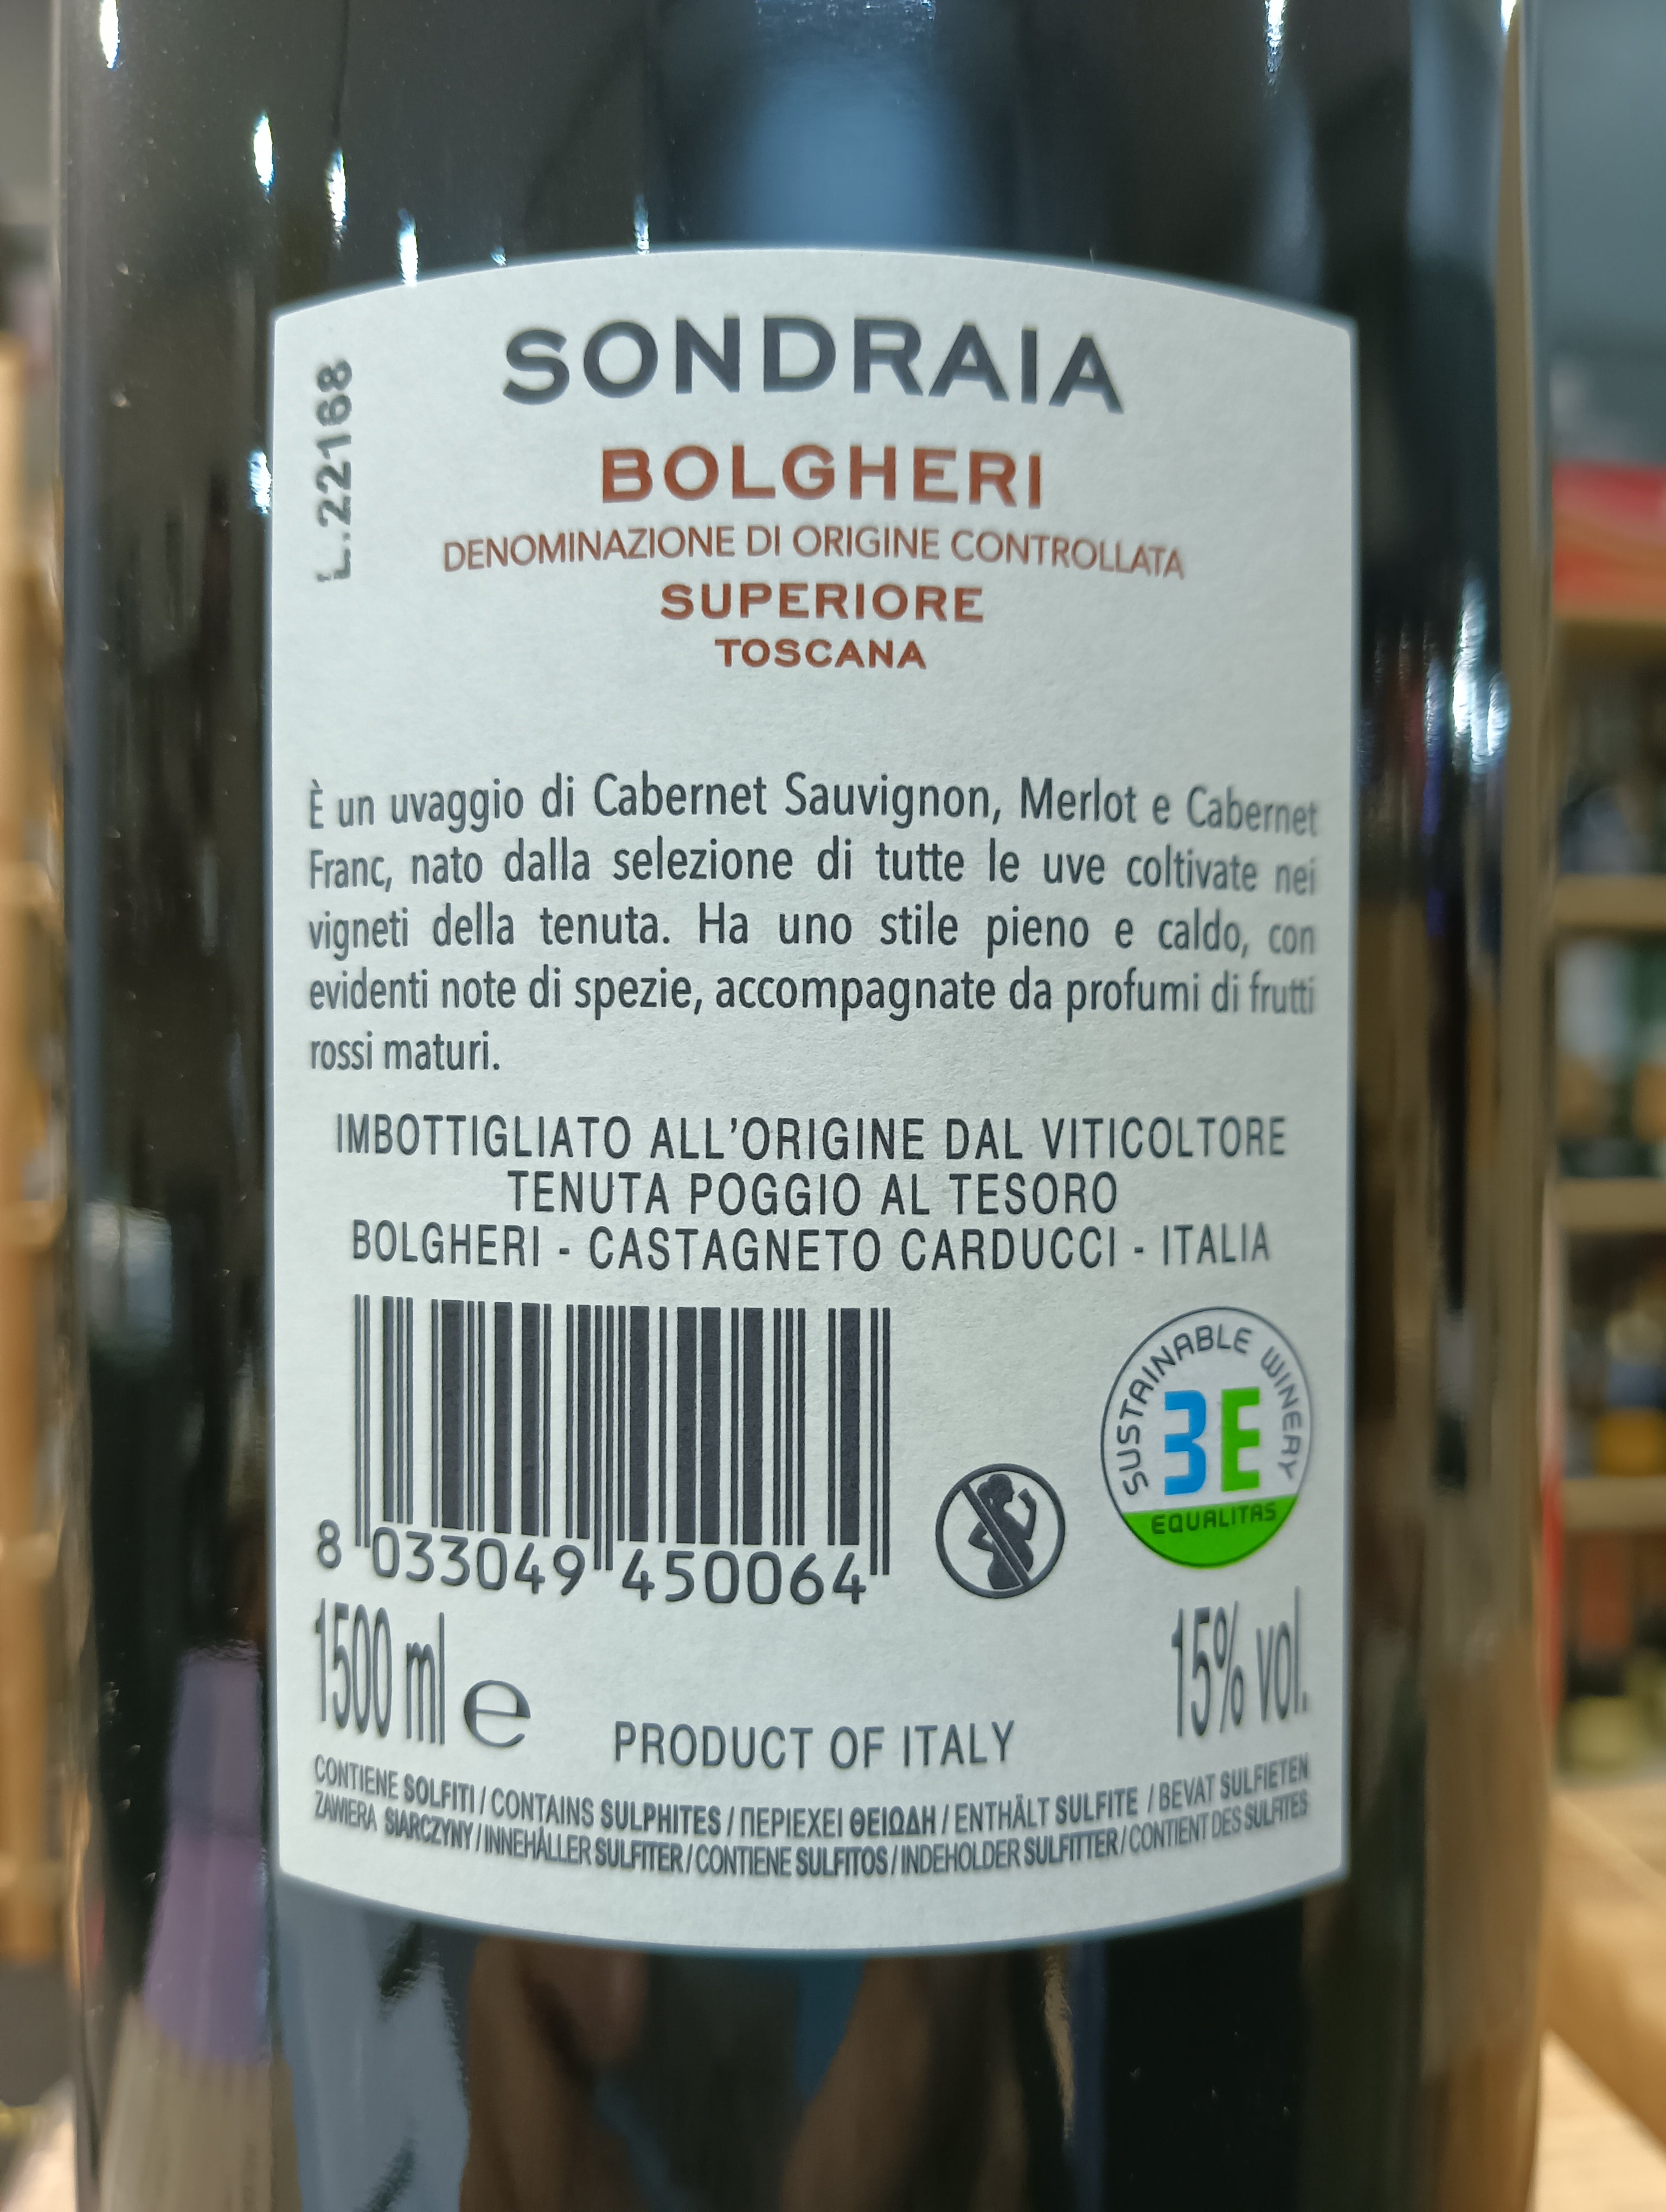 L.22168
SONDRAIA
BOLGHERI
DENOMINAZIONE DI ORIGINE CONTROLLATA
SUPERIORE
TOSCANA
È un uvaggio di Cabernet Sauvignon, Merlot e Cabernet
Franc, nato dalla selezione di tutte le uve coltivate nei
vigneti della tenuta. Ha uno stile pieno e caldo, con
evidenti note di spezie, accompagnate da profumi di frutti
rossi maturi.
IMBOTTIGLIATO ALL'ORIGINE DAL VITICOLTORE
TENUTA POGGIO AL TESORO
BOLGHERI - CASTAGNETO CARDUCCI - ITALIA
SUSTAINABLE WINERY
3E
EQUALITAS
8 033049 450064
1500 ml e
PRODUCT OF ITALY
15% vol.
CONTIENE SOLFITI / CONTAINS SULPHITES / ΠΕΡΙΕΧΕΙ ΘΕΙΩΔΗ / ENTHÄLT SULFITE / BEVAT SULFIETEN
ZAWIERA SIARCZYNY / INNEHÅLLER SULFITER / CONTIENE SULFITOS / INDEHOLDER SULFITTER / CONTIENT DES SULFITES